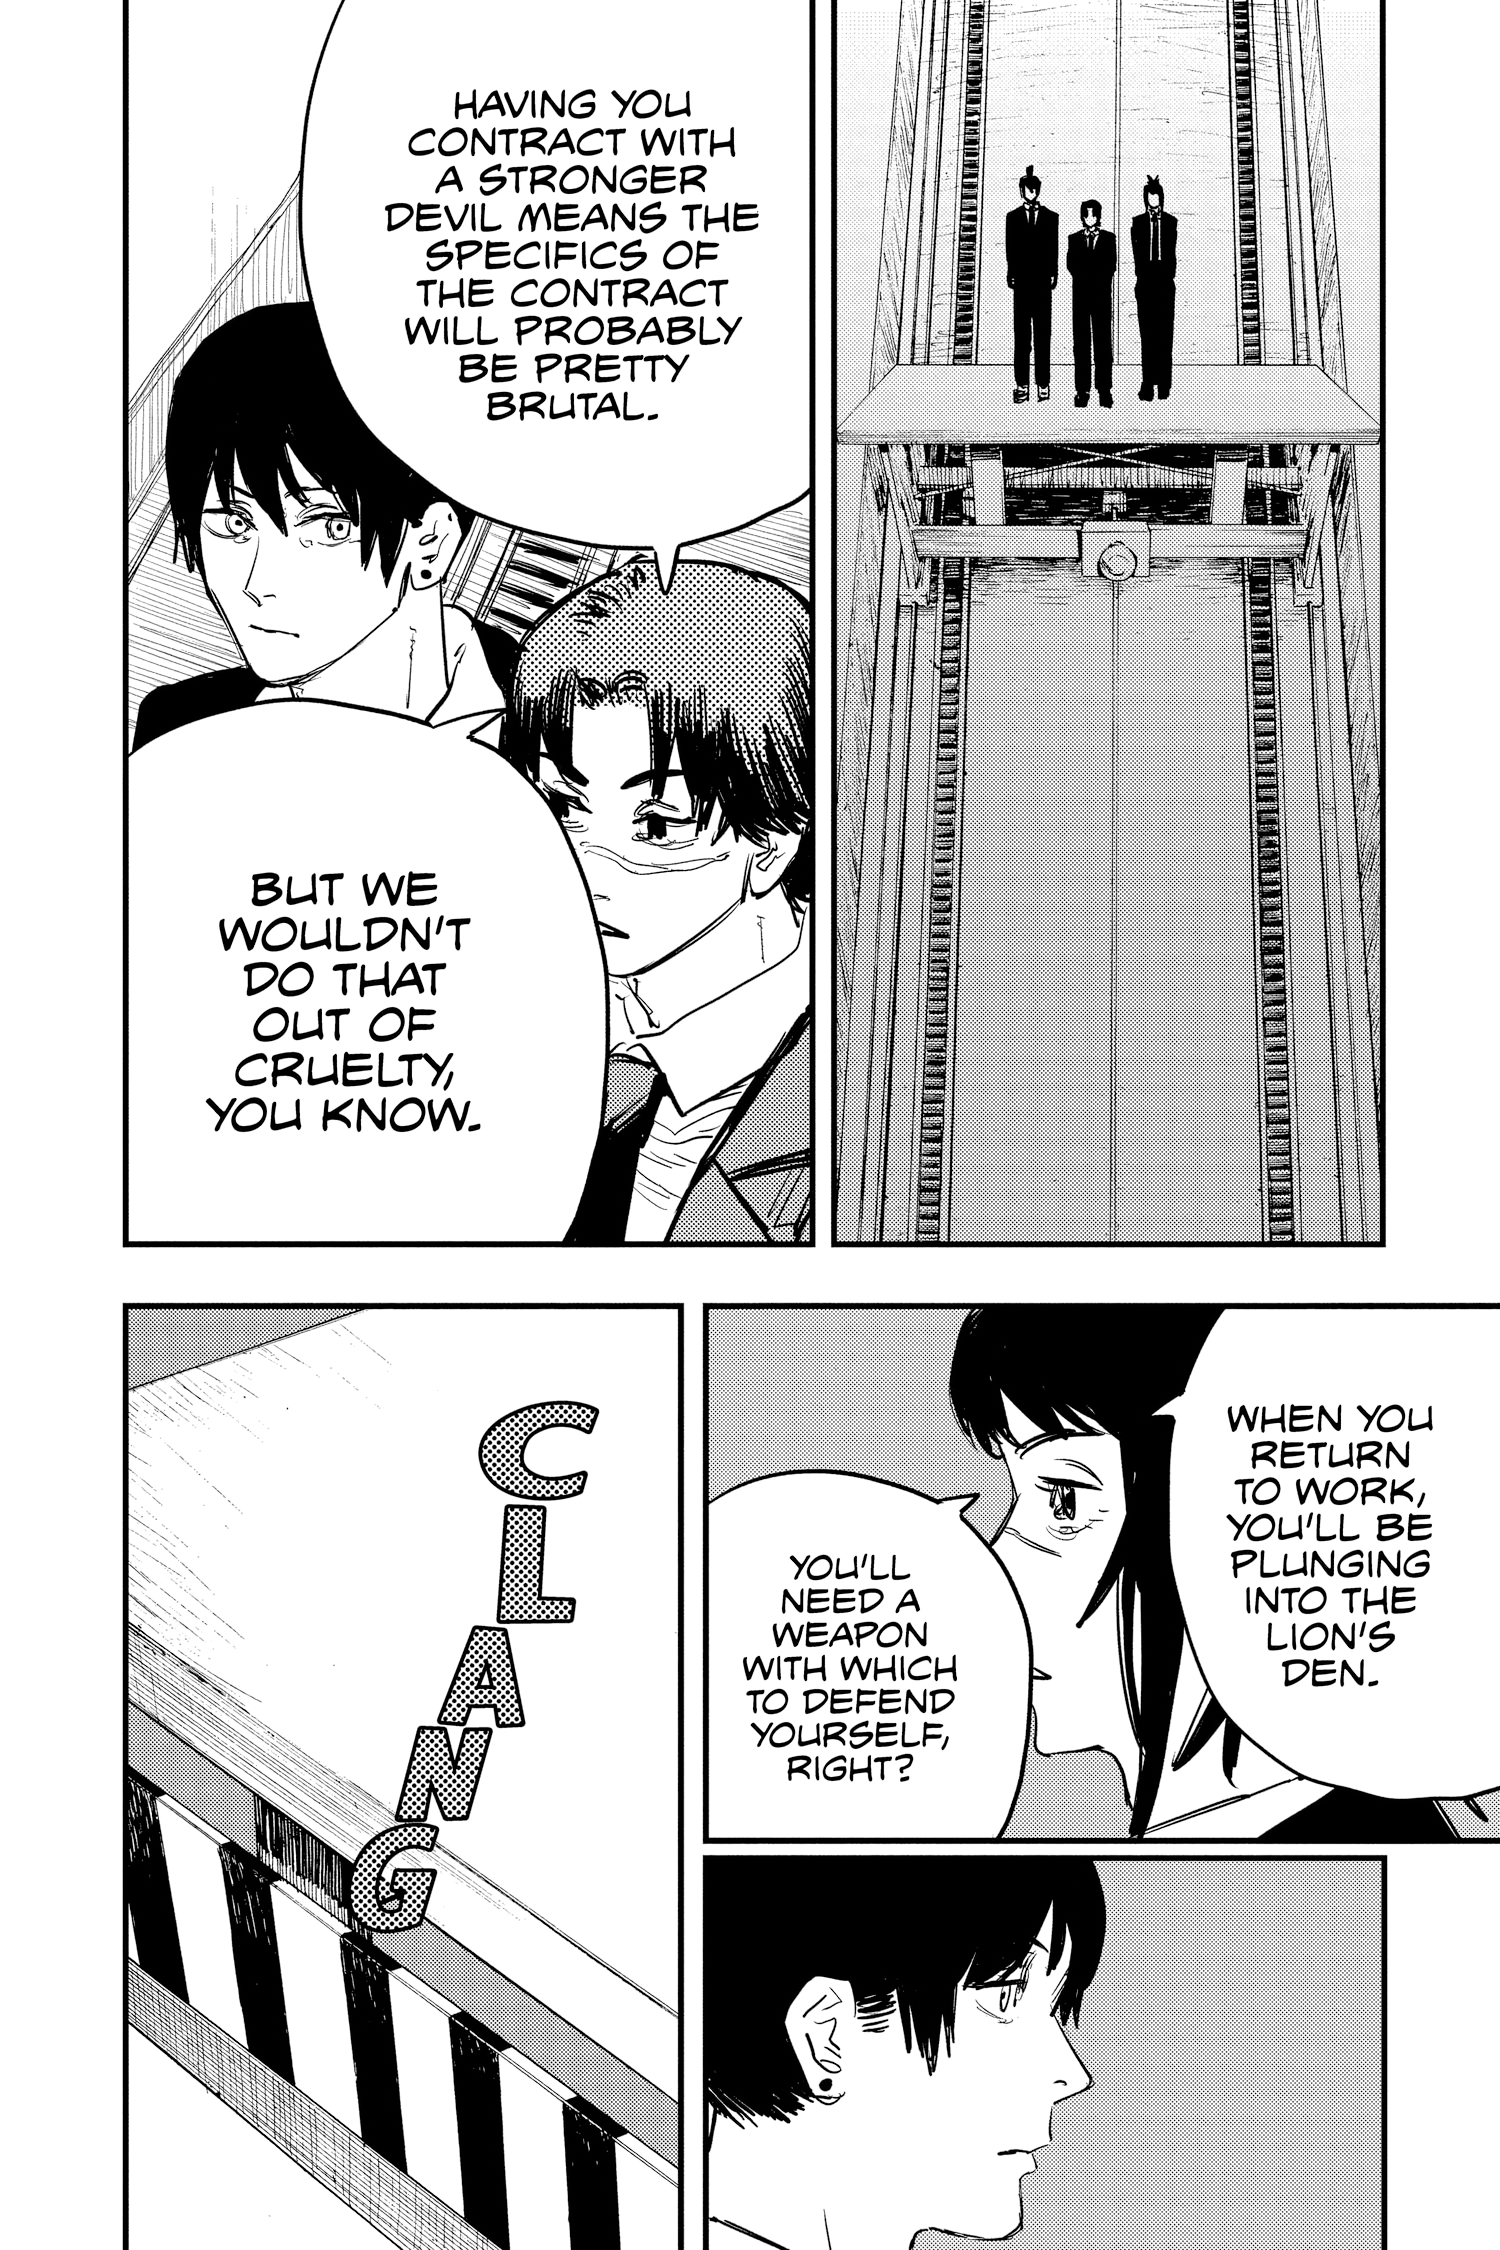 HAVING YOU
CONTRACT WITH
A STRONGER
DEVIL MEANS THE
SPECIFICS OF
THE CONTRACT
WILL PROBABLY
BE PRETTY
BRUTAL.
BUT WE
WOULDN'T
DO THAT
OUT OF
CRUELTY,
YOU KNOW.
WHEN YOU
RETURN
TO WORK,
YOU'LL BE
PLUNGING
INTO THE
LION'S
DEN.
YOU'LL
NEED A
WEAPON
WITH WHICH
TO DEFEND
YOURSELF,
RIGHT?
CLANG